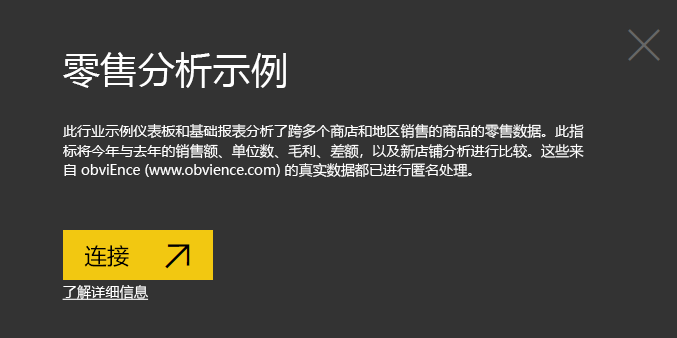 零售分析示例
此行业示例仪表板和基础报表分析了跨多个商店和地区销售的商品的零售数据。此指
标将今年与去年的销售额、单位数、毛利、差额，以及新店铺分析进行比较。这些来
自 obviEnce (www.obvience.com) 的真实数据都已进行匿名处理。
连接
了解详细信息